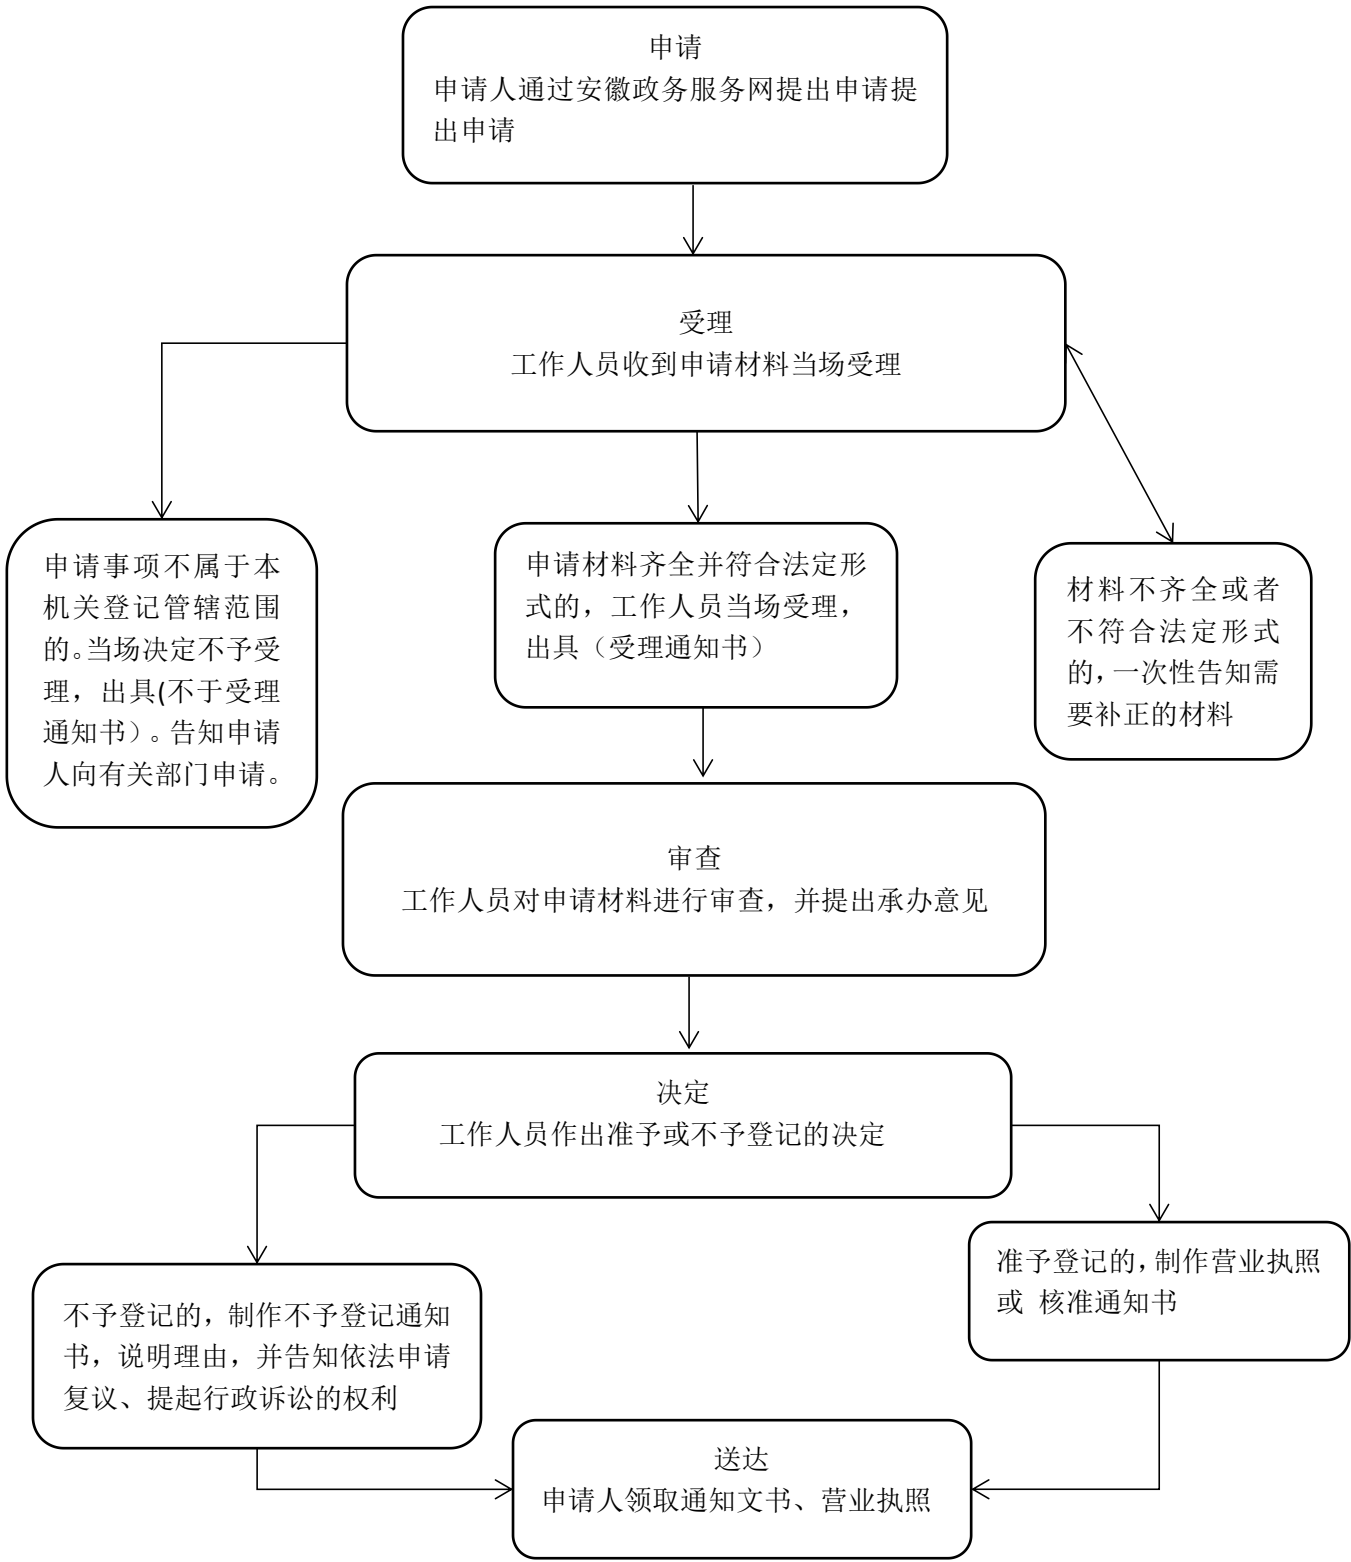 申请
申请人通过安徽政务服务网提出申请提
出申请
受理
工作人员收到申请材料当场受理
申请事项不属于本
机关登记管辖范围
的。当场决定不予受
理，出具(不于受理
通知书）。告知申请
人向有关部门申请。
申请材料齐全并符合法定形
式的，工作人员当场受理，
出具（受理通知书）
材料不齐全或者
不符合法定形式
的，一次性告知需
要补正的材料
审查
工作人员对申请材料进行审查，并提出承办意见
决定
工作人员作出准予或不予登记的决定
不予登记的，制作不予登记通知
书，说明理由，并告知依法申请
复议、提起行政诉讼的权利
准予登记的，制作营业执照
或 核准通知书
送达
申请人领取通知文书、营业执照